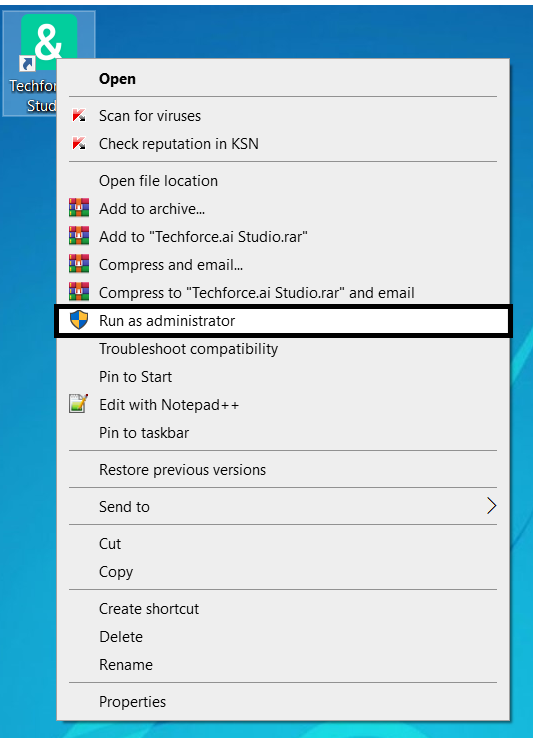 &
Techfo
Stud
Open
Scan for viruses
Check reputation in KSN
Open file location
Add to archive...
Add to "Techforce.ai Studio.rar"
Compress and email...
Compress to "Techforce.ai Studio.rar" and email
Run as administrator
Troubleshoot compatibility
Pin to Start
Edit with Notepad++
Pin to taskbar
Restore previous versions
Send to
Cut
Copy
Create shortcut
Delete
Rename
Properties